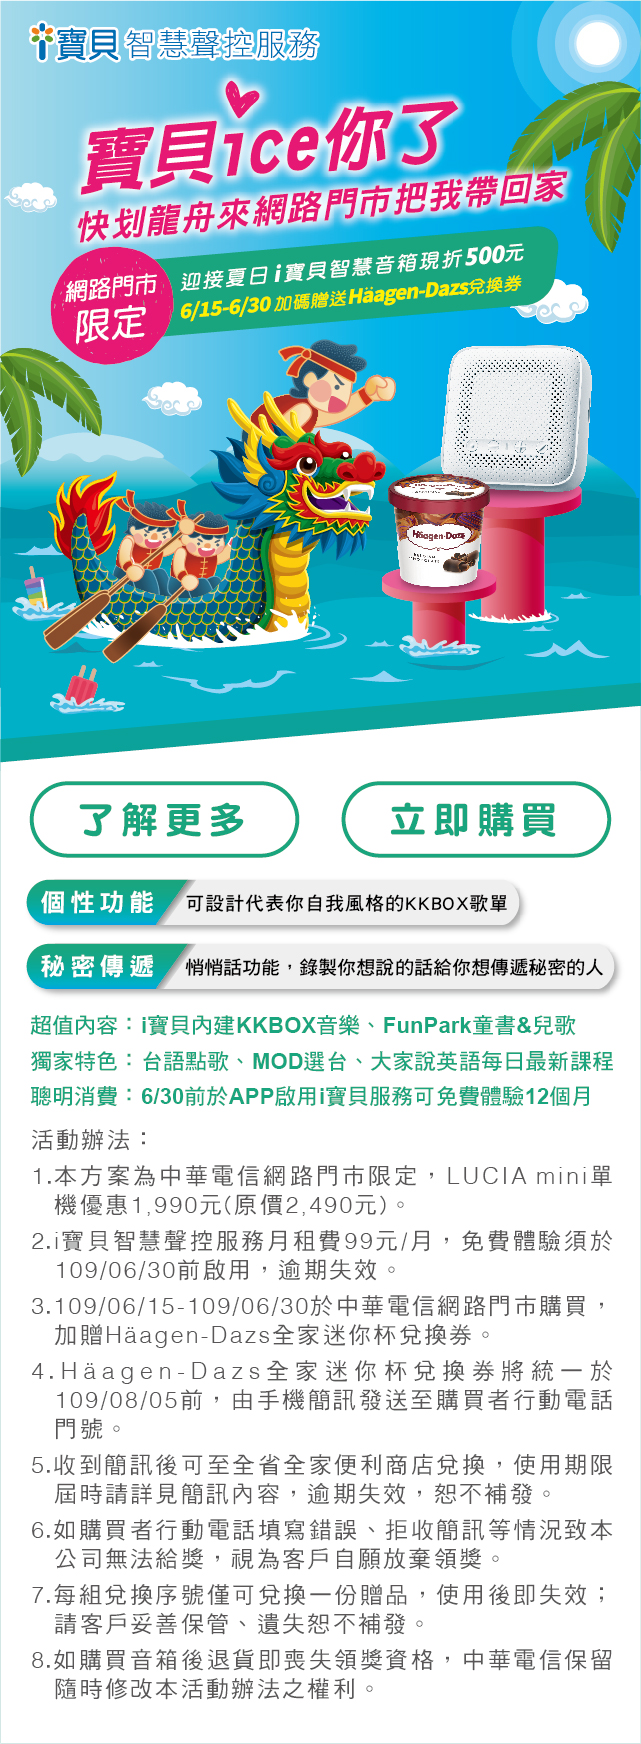 i寶貝 智慧聲控服務
寶貝ice你了
快划龍舟來網路門市把我帶回家
網路門市
限定
迎接夏日 i 寶貝智慧音箱現折 500元
6/15-6/30 加碼贈送 Häagen-Dazs兌換券
Häagen-Dazs
BELGIAN
CHOCOLATE
了解更多
立即購買
個性功能 可設計代表你自我風格的KKBOX歌單
秘密傳遞 悄悄話功能，錄製你想說的話給你想傳遞秘密的人
超值內容：i寶貝內建KKBOX音樂、FunPark童書&兒歌
獨家特色：台語點歌、MOD選台、大家說英語每日最新課程
聰明消費：6/30前於APP啟用i寶貝服務可免費體驗12個月
活動辦法：
1.本方案為中華電信網路門市限定，LUCIA mini單
機優惠1,990元(原價2,490元)。
2.i寶貝智慧聲控服務月租費99元/月，免費體驗須於
109/06/30前啟用，逾期失效。
3.109/06/15-109/06/30於中華電信網路門市購買，
加贈Häagen-Dazs全家迷你杯兌換券。
4.Häagen-Dazs全家迷你杯兌換券將統一於
109/08/05前，由手機簡訊發送至購買者行動電話
門號。
5.收到簡訊後可至全省全家便利商店兌換，使用期限
屆時請詳見簡訊內容，逾期失效，恕不補發。
6.如購買者行動電話填寫錯誤、拒收簡訊等情況致本
公司無法給獎，視為客戶自願放棄領獎。
7.每組兌換序號僅可兌換一份贈品，使用後即失效；
請客戶妥善保管、遺失恕不補發。
8.如購買音箱後退貨即喪失領獎資格，中華電信保留
隨時修改本活動辦法之權利。